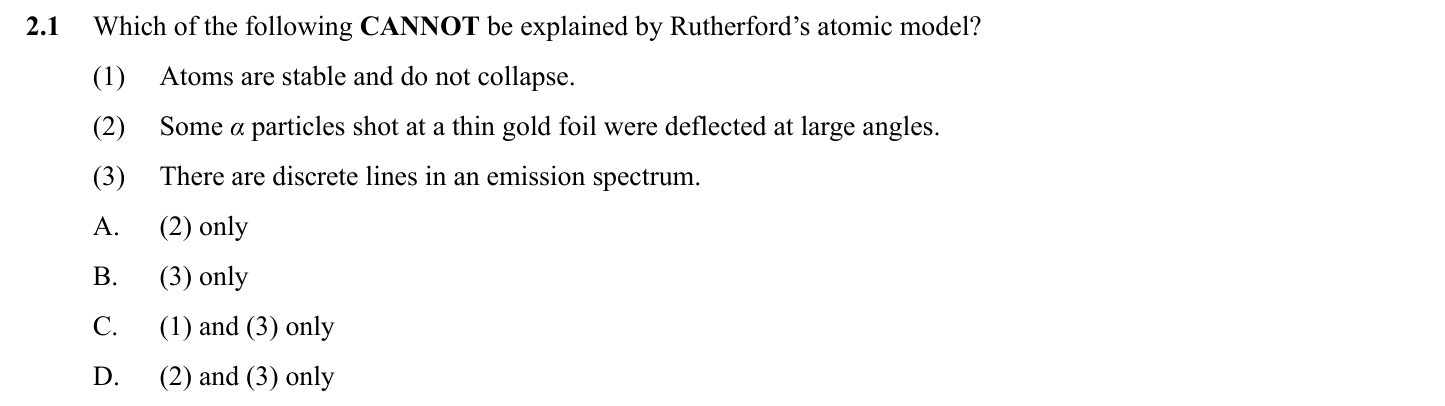 2.1 Which of the following CANNOT be explained by Rutherford’s atomic model?
(1) Atoms are stable and do not collapse.
(2) Some α particles shot at a thin gold foil were deflected at large angles.
(3) There are discrete lines in an emission spectrum.
A. (2) only
B. (3) only
C. (1) and (3) only
D. (2) and (3) only